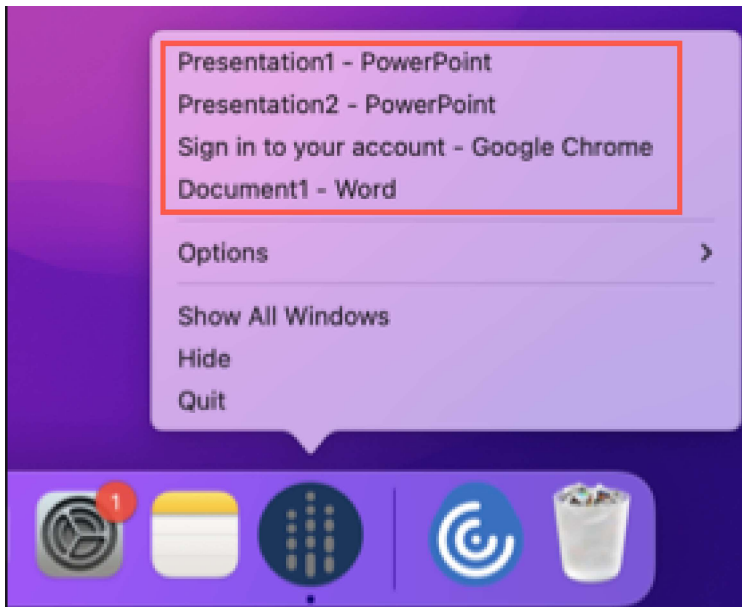 Presentation1 - PowerPoint
Presentation2 - PowerPoint
Sign in to your account - Google Chrome
Document1 - Word
Options
Show All Windows
Hide
Quit
1